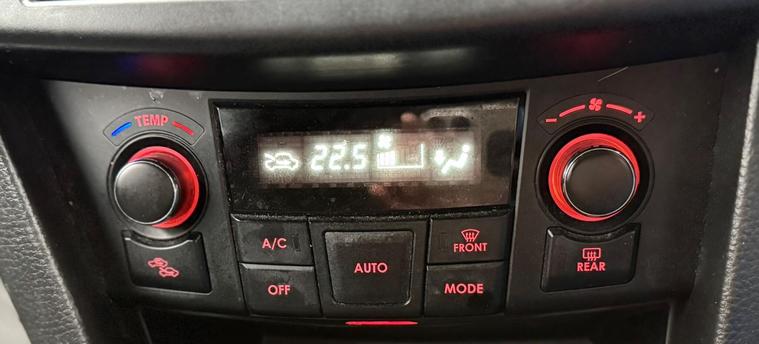 TEMP
- +
22.5
A/C
AUTO
FRONT
REAR
OFF
MODE